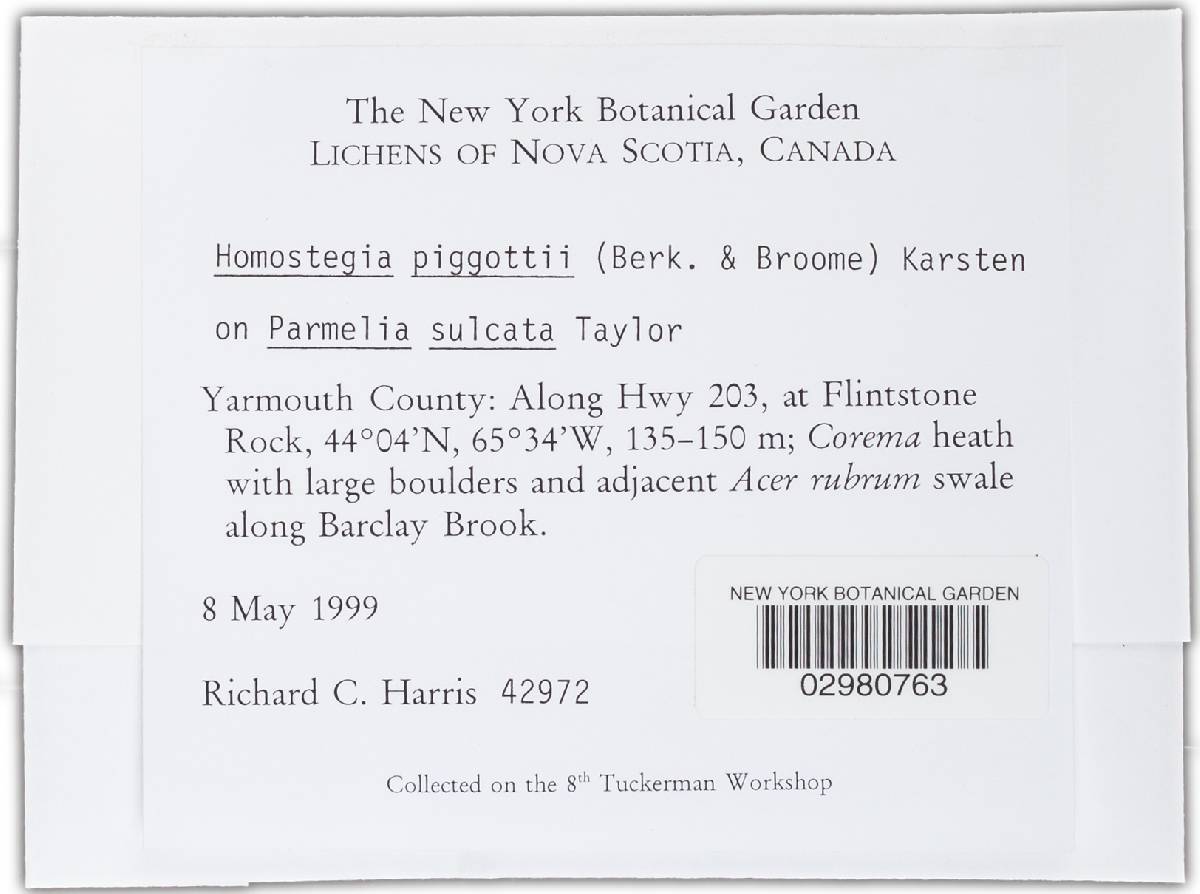 The New York Botanical Garden
LICHENS OF NOVA SCOTIA, CANADA
Homostegia piggottii (Berk. & Broome) Karsten
on Parmelia sulcata Taylor
Yarmouth County: Along Hwy 203, at Flintstone
Rock, 44°04’N, 65°34’W, 135–150 m; Corema heath
with large boulders and adjacent Acer rubrum swale
along Barclay Brook.
8 May 1999
NEW YORK BOTANICAL GARDEN
02980763
Richard C. Harris 42972
Collected on the 8th Tuckerman Workshop